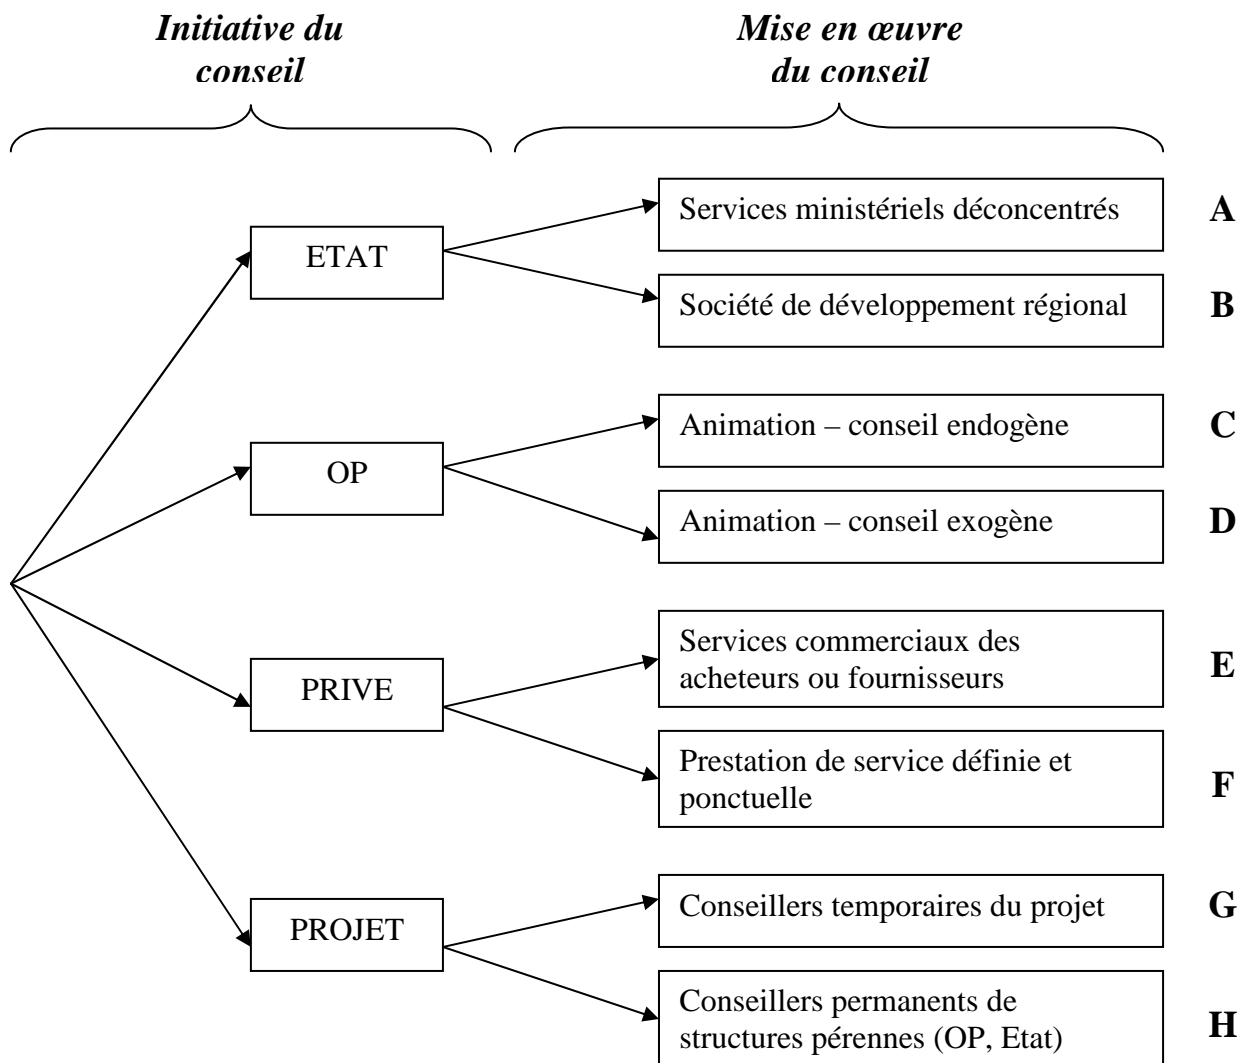 Initiative du
conseil
Mise en œuvre
du conseil
ETAT
Services ministériels déconcentrés
A
Société de développement régional
B
OP
Animation – conseil endogène
C
Animation – conseil exogène
D
PRIVE
Services commerciaux des
acheteurs ou fournisseurs
E
Prestation de service définie et
ponctuelle
F
PROJET
Conseillers temporaires du projet
G
Conseillers permanents de
structures pérennes (OP, Etat)
H